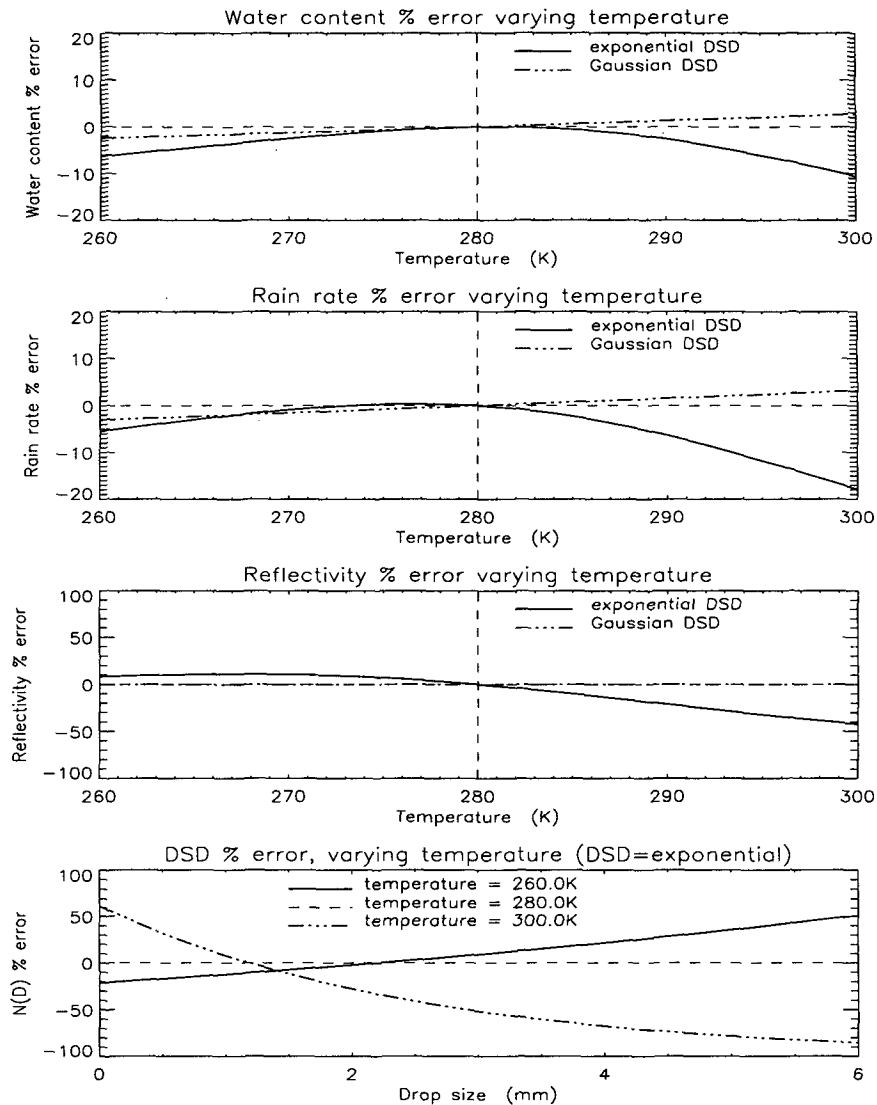 Water content % error varying temperature
Water content % error
20
10
0
-10
-20
exponential DSD
Gaussian DSD
260 270 280 290 300
Temperature (K)
Rain rate % error varying temperature
Rain rate % error
20
10
0
-10
-20
exponential DSD
Gaussian DSD
260 270 280 290 300
Temperature (K)
Reflectivity % error varying temperature
Reflectivity % error
100
50
0
-50
-100
exponential DSD
Gaussian DSD
260 270 280 290 300
Temperature (K)
DSD % error, varying temperature (DSD=exponential)
N(D) % error
100
50
0
-50
-100
temperature = 260.0K
temperature = 280.0K
temperature = 300.0K
0 2 4 6
Drop size (mm)